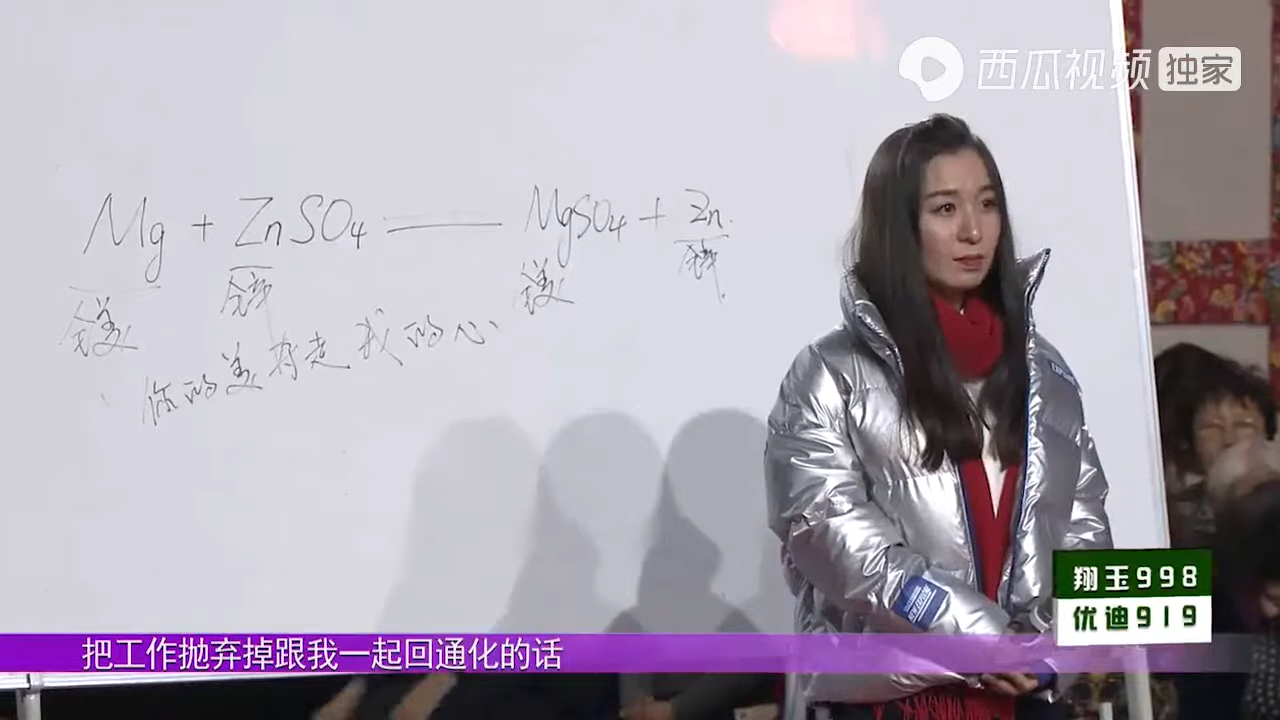 西瓜视频 独家
Mg + ZnSO4 = MgSO4 + Zn.
镁 锌 镁 锌
你的美夺走我的心
翔玉998
优迪919
把工作抛弃掉跟我一起回通化的话